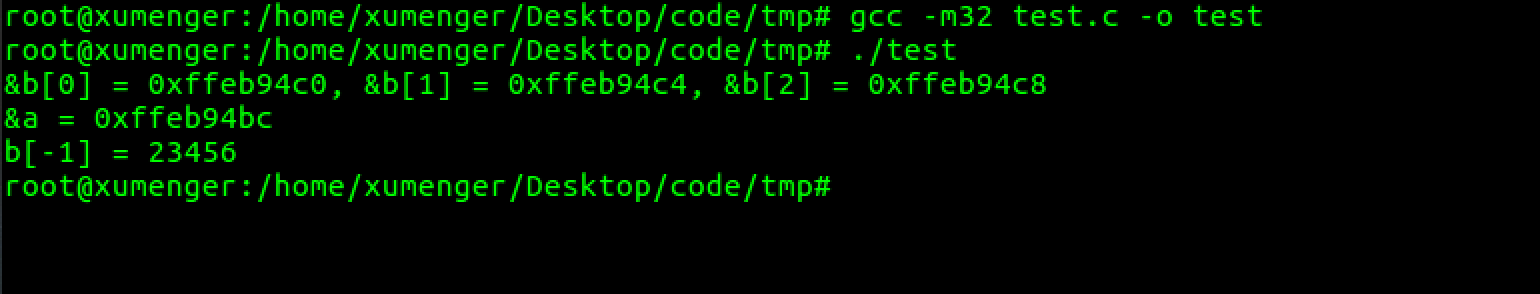 root@xumenger:/home/xumenger/Desktop/code/tmp# gcc -m32 test.c -o test
root@xumenger:/home/xumenger/Desktop/code/tmp# ./test
&b[0] = 0xffeb94c0, &b[1] = 0xffeb94c4, &b[2] = 0xffeb94c8
&a = 0xffeb94bc
b[-1] = 23456
root@xumenger:/home/xumenger/Desktop/code/tmp#